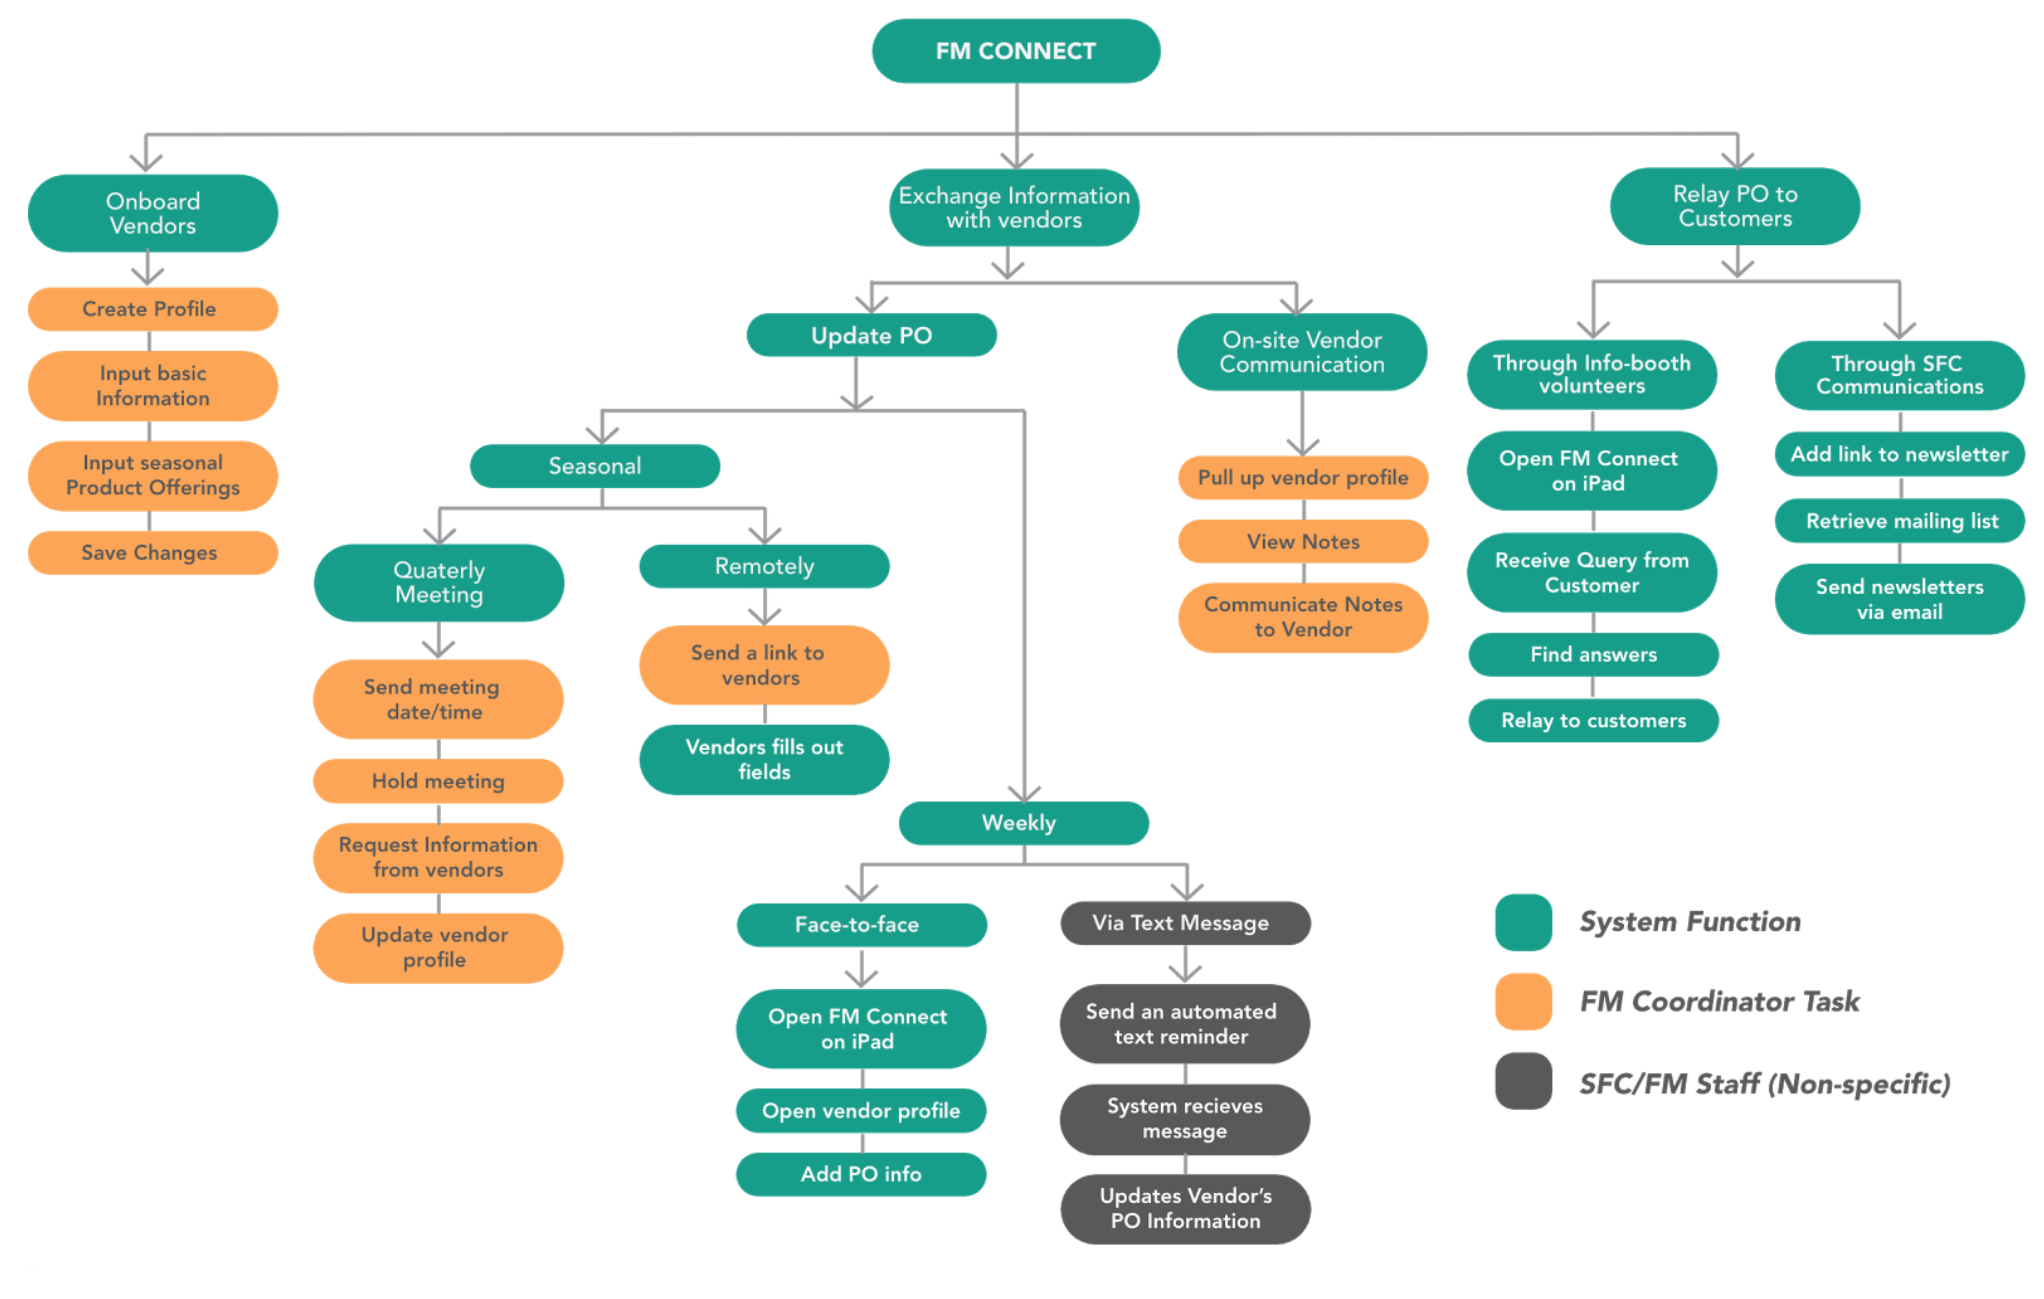 FM CONNECT
Onboard
Vendors
Create Profile
Input basic
Information
Input seasonal
Product Offerings
Save Changes
Exchange Information
with vendors
Update PO
Seasonal
Quaterly
Meeting
Send meeting
date/time
Hold meeting
Request Information
from vendors
Update vendor
profile
Remotely
Send a link to
vendors
Vendors fills out
fields
Weekly
Face-to-face
Open FM Connect
on iPad
Open vendor profile
Add PO info
Via Text Message
Send an automated
text reminder
System recieves
message
Updates Vendor’s
PO Information
On-site Vendor
Communication
Pull up vendor profile
View Notes
Communicate Notes
to Vendor
Relay PO to
Customers
Through Info-booth
volunteers
Open FM Connect
on iPad
Receive Query from
Customer
Find answers
Relay to customers
Through SFC
Communications
Add link to newsletter
Retrieve mailing list
Send newsletters
via email
System Function
FM Coordinator Task
SFC/FM Staff (Non-specific)